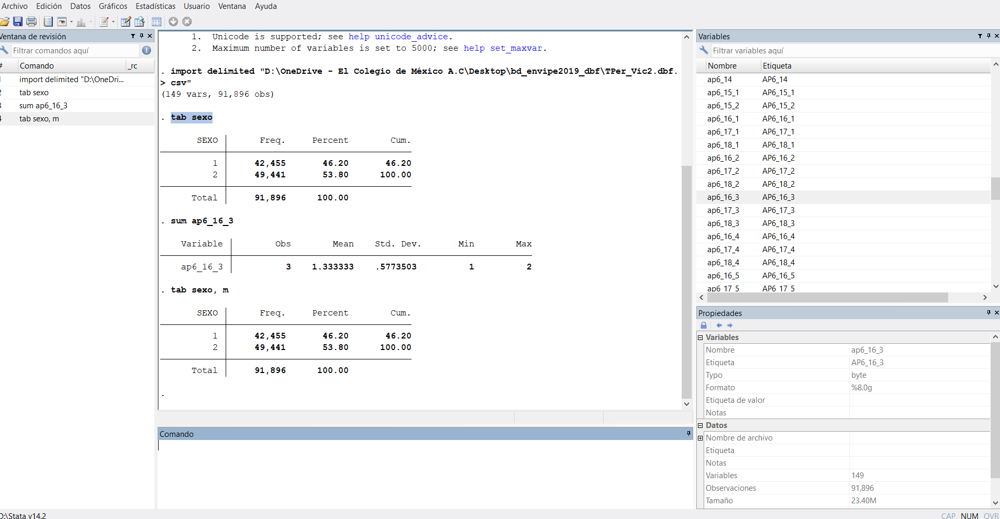 Archivo Edición Datos Gráficos Estadísticas Usuario Ventana Ayuda
Ventana de revisión
Filtrar comandos aquí
# Comando _rc
import delimited "D:\OneDri...
2 tab sexo
3 sum ap6_16_3
4 tab sexo, m
1. Unicode is supported; see help unicode_advice.
2. Maximum number of variables is set to 5000; see help set_maxvar.
. import delimited "D:\OneDrive - El Colegio de México A.C\Desktop\bd_envipe2019_dbf\TPer_Vic2.dbf.
> csv"
(149 vars, 91,896 obs)
. tab sexo
SEXO Freq. Percent Cum.
1 42,455 46.20 46.20
2 49,441 53.80 100.00
Total 91,896 100.00
. sum ap6_16_3
Variable Obs Mean Std. Dev. Min Max
ap6_16_3 3 1.333333 .5773503 1 2
. tab sexo, m
SEXO Freq. Percent Cum.
1 42,455 46.20 46.20
2 49,441 53.80 100.00
Total 91,896 100.00
.
Comando
Variables
Filtrar variables aquí
Nombre Etiqueta
ap6_14 AP6_14
ap6_15_1 AP6_15_1
ap6_15_2 AP6_15_2
ap6_16_1 AP6_16_1
ap6_17_1 AP6_17_1
ap6_18_1 AP6_18_1
ap6_16_2 AP6_16_2
ap6_17_2 AP6_17_2
ap6_18_2 AP6_18_2
ap6_16_3 AP6_16_3
ap6_17_3 AP6_17_3
ap6_18_3 AP6_18_3
ap6_16_4 AP6_16_4
ap6_17_4 AP6_17_4
ap6_18_4 AP6_18_4
ap6_16_5 AP6_16_5
ap6_17_5 AP6_17_5
Propiedades
Variables
Nombre ap6_16_3
Etiqueta AP6_16_3
Typo byte
Formato %8.0g
Etiqueta de valor
Notas
Datos
Nombre de archivo
Etiqueta
Notas
Variables 149
Observaciones 91,896
Tamaño 23.40M
D:\Stata v14.2
CAP NUM OVR